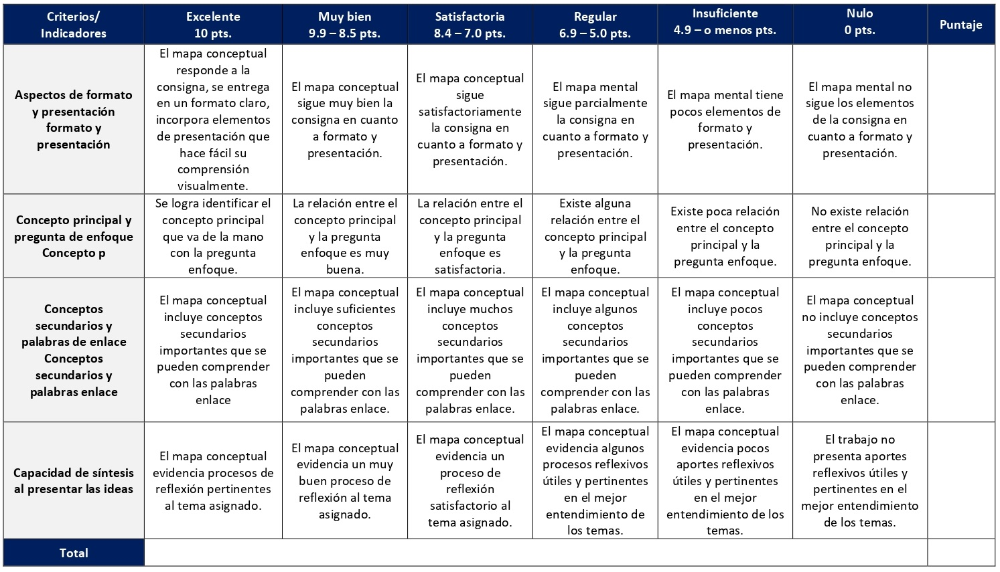 Criterios/
Indicadores
Excelente
10 pts.
Muy bien
9.9 – 8.5 pts.
Satisfactoria
8.4 – 7.0 pts.
Regular
6.9 – 5.0 pts.
Insuficiente
4.9 – o menos pts.
Nulo
0 pts.
Puntaje
Aspectos de formato
y presentación
formato y
presentación
El mapa conceptual
responde a la
consigna, se entrega
en un formato claro,
incorpora elementos
de presentación que
hace fácil su
comprensión
visualmente.
El mapa conceptual
sigue muy bien la
consigna en cuanto
a formato y
presentación.
El mapa conceptual
sigue
satisfactoriamente
la consigna en
cuanto a formato y
presentación.
El mapa mental
sigue parcialmente
la consigna en
cuanto a formato y
presentación.
El mapa mental tiene
pocos elementos de
formato y
presentación.
El mapa mental no
sigue los elementos
de la consigna en
cuanto a formato y
presentación.
Concepto principal y
pregunta de enfoque
Concepto p
Se logra identificar el
concepto principal
que va de la mano
con la pregunta
enfoque.
La relación entre el
concepto principal
y la pregunta
enfoque es muy
buena.
La relación entre el
concepto principal
y la pregunta
enfoque es
satisfactoria.
Existe alguna
relación entre el
concepto principal
y la pregunta
enfoque.
Existe poca relación
entre el concepto
principal y la
pregunta enfoque.
No existe relación
entre el concepto
principal y la
pregunta enfoque.
Conceptos
secundarios y
palabras de enlace
Conceptos
secundarios y
palabras enlace
El mapa conceptual
incluye conceptos
secundarios
importantes que se
pueden comprender
con las palabras
enlace
El mapa conceptual
incluye suficientes
conceptos
secundarios
importantes que se
pueden
comprender con las
palabras enlace.
El mapa conceptual
incluye muchos
conceptos
secundarios
importantes que se
pueden
comprender con las
palabras enlace.
El mapa conceptual
incluye algunos
conceptos
secundarios
importantes que se
pueden
comprender con las
palabras enlace.
El mapa conceptual
incluye pocos
conceptos
secundarios
importantes que se
pueden comprender
con las palabras
enlace.
El mapa conceptual
no incluye conceptos
secundarios
importantes que se
pueden comprender
con las palabras
enlace.
Capacidad de síntesis
al presentar las ideas
El mapa conceptual
evidencia procesos de
reflexión pertinentes
al tema asignado.
El mapa conceptual
evidencia un muy
buen proceso de
reflexión al tema
asignado.
El mapa conceptual
evidencia un
proceso de
reflexión
satisfactorio al
tema asignado.
El mapa conceptual
evidencia algunos
procesos reflexivos
útiles y pertinentes
en el mejor
entendimiento de
los temas.
El mapa conceptual
evidencia pocos
aportes reflexivos
útiles y pertinentes
en el mejor
entendimiento de los
temas.
El trabajo no
presenta aportes
reflexivos útiles y
pertinentes en el
mejor entendimiento
de los temas.
Total